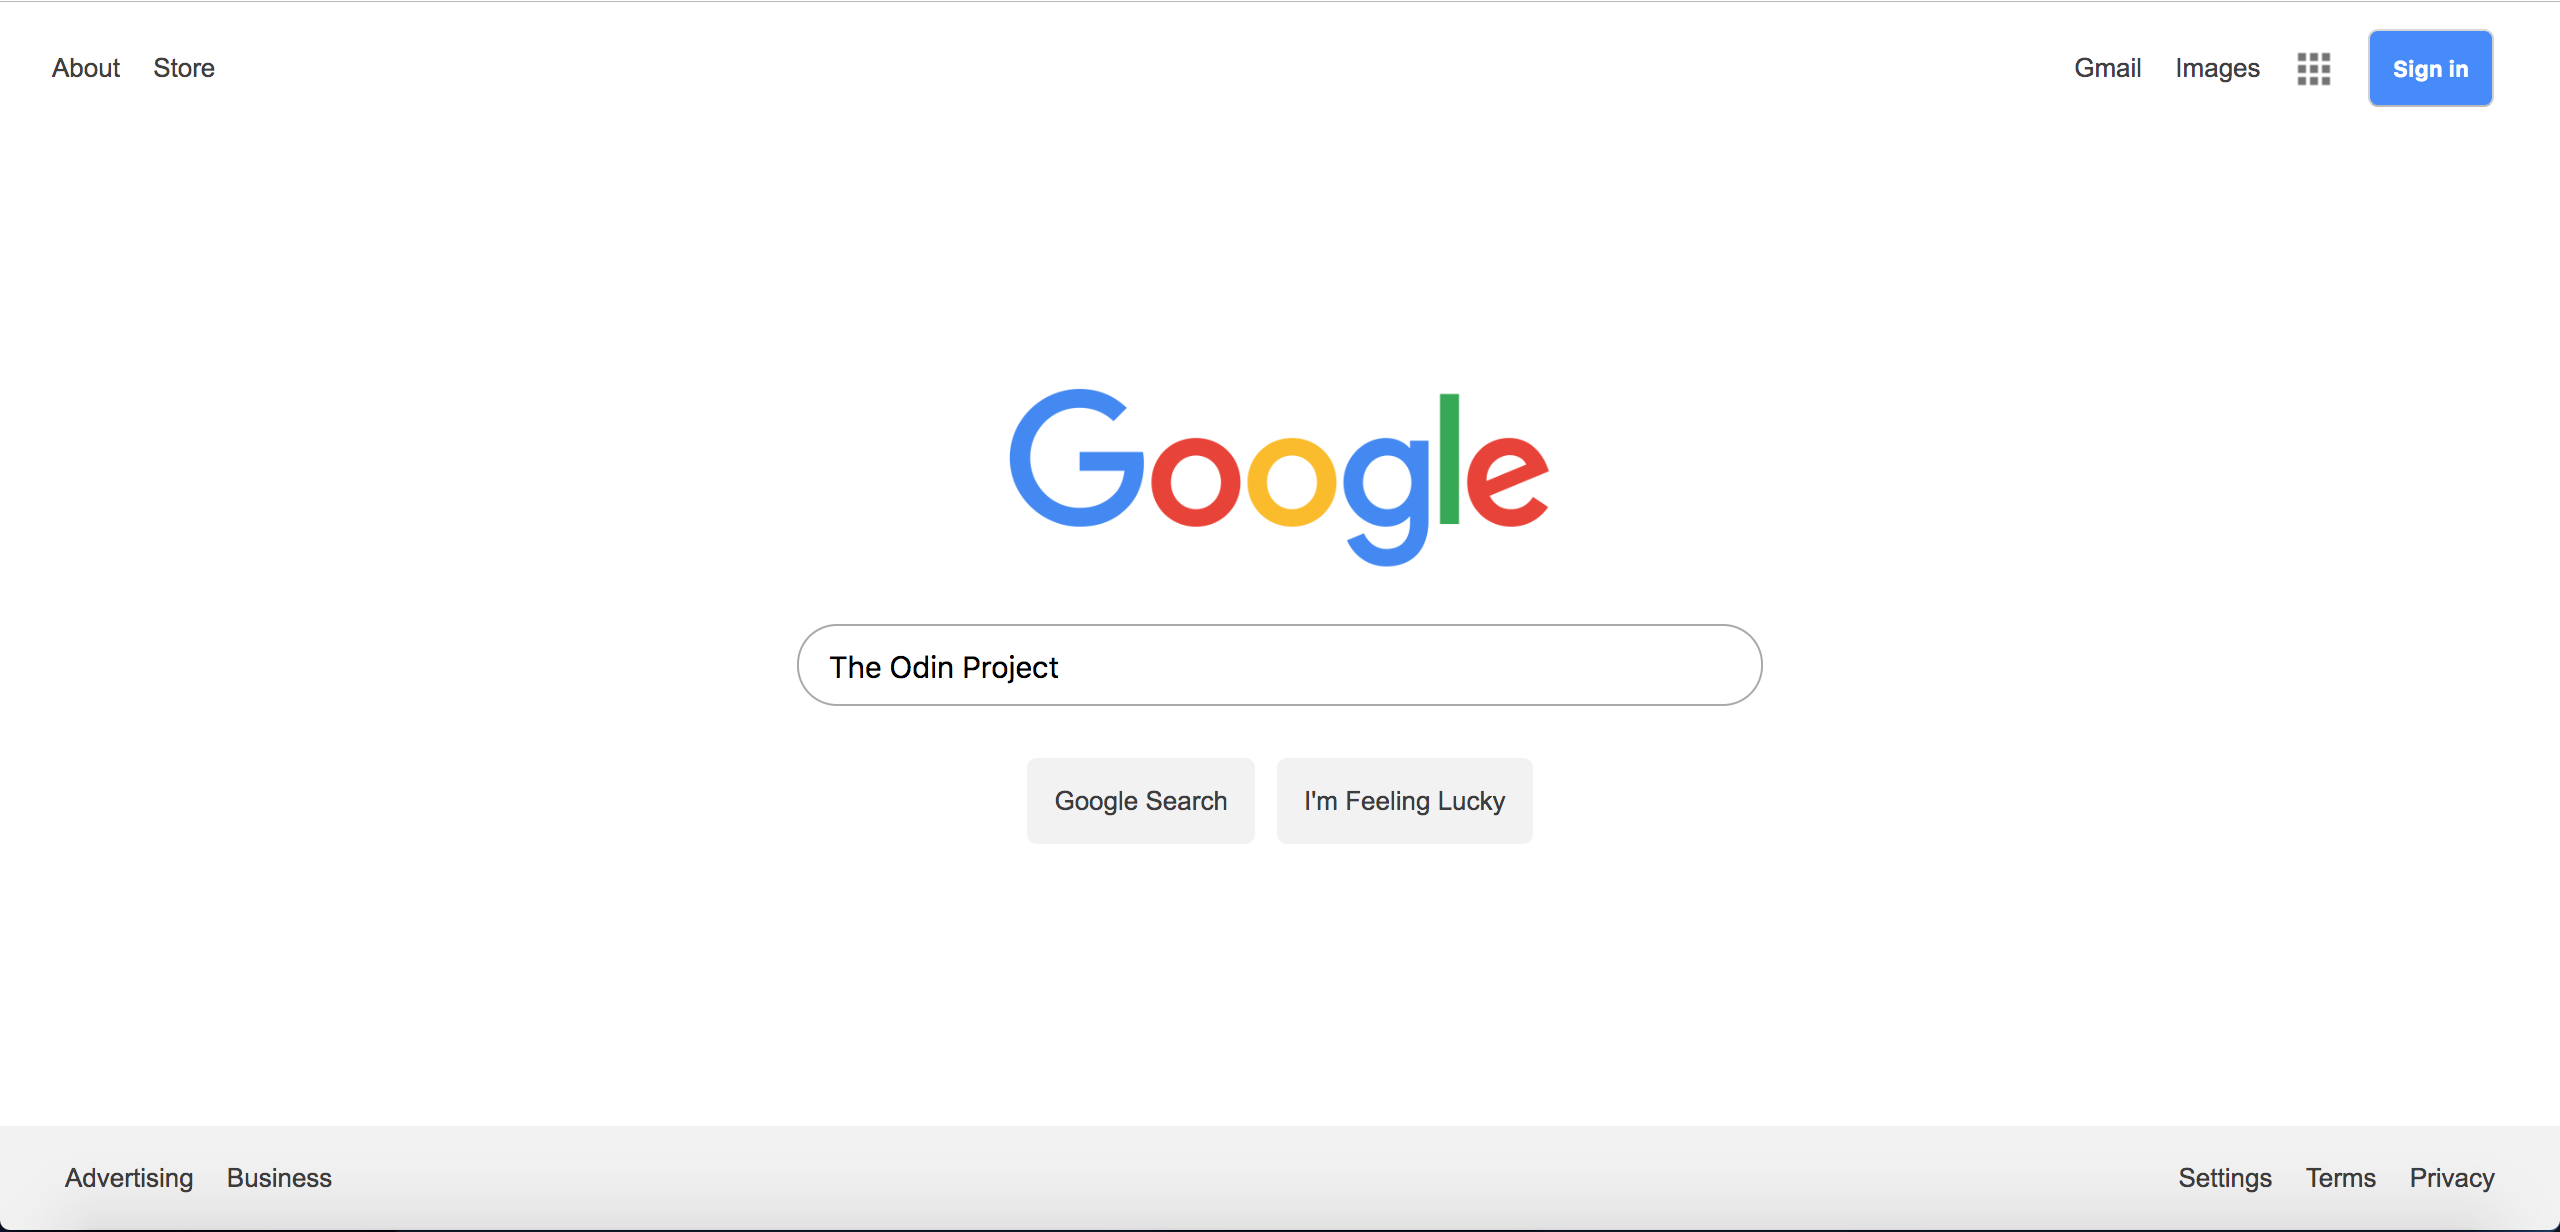 About Store Gmail Images Sign in
Google
The Odin Project
Google Search I'm Feeling Lucky
Advertising Business Settings Terms Privacy